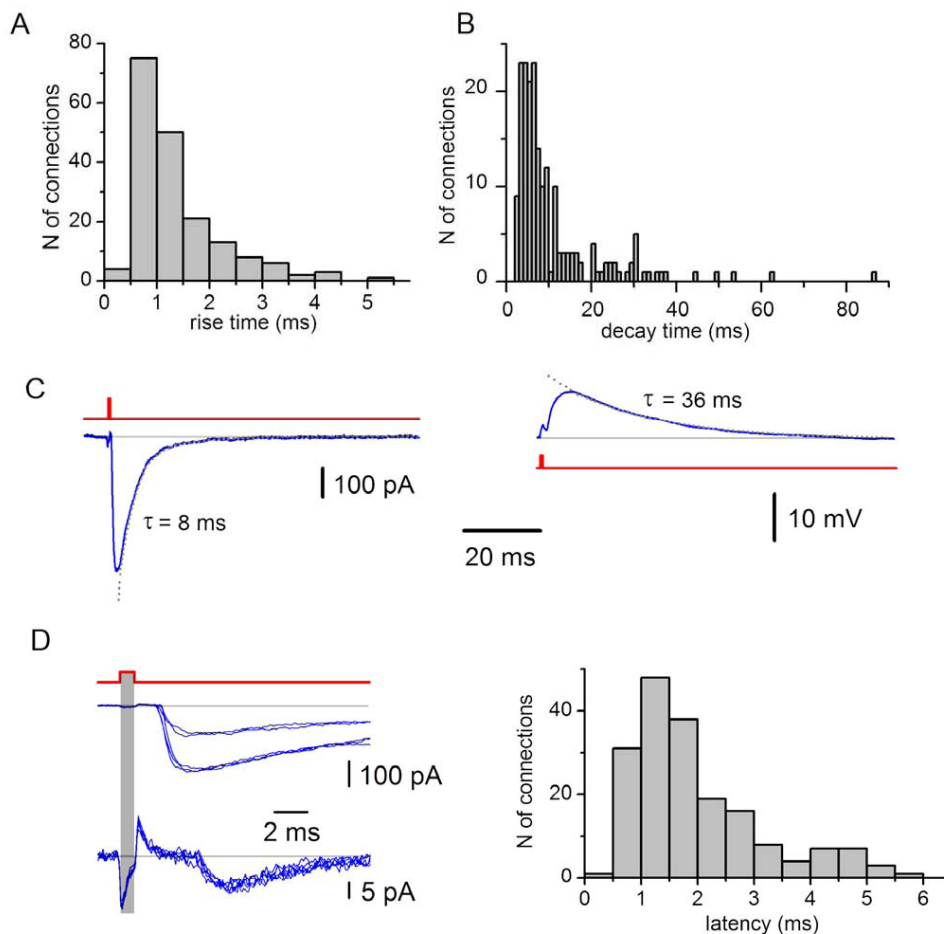 A
80
60
40
20
0
N of connections
0 1 2 3 4 5
rise time (ms)
B
20
10
0
N of connections
0 20 40 60 80
decay time (ms)
C
τ = 8 ms
100 pA
τ = 36 ms
20 ms
10 mV
D
100 pA
2 ms
5 pA
40
20
0
N of connections
0 1 2 3 4 5 6
latency (ms)